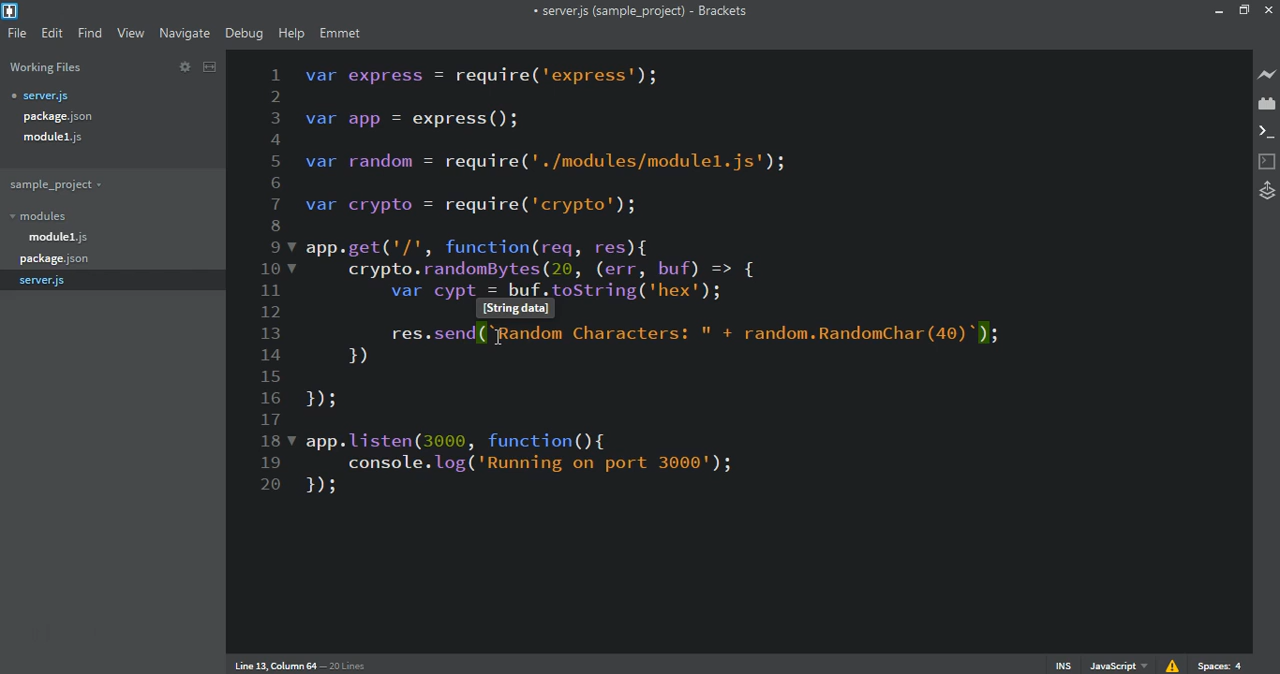 • server.js (sample_project) - Brackets
File Edit Find View Navigate Debug Help Emmet
Working Files
• server.js
package.json
module1.js
sample_project
modules
module1.js
package.json
server.js
1 var express = require('express');
2
3 var app = express();
4
5 var random = require('./modules/module1.js');
6
7 var crypto = require('crypto');
8
9 app.get('/', function(req, res){
10 crypto.randomBytes(20, (err, buf) => {
11 var cypt = buf.toString('hex');
[String data]
12
13 res.send(`Random Characters: " + random.RandomChar(40)`);
14 })
15
16 });
17
18 app.listen(3000, function(){
19 console.log('Running on port 3000');
20 });
Line 13, Column 64 — 20 Lines
INS JavaScript Spaces: 4